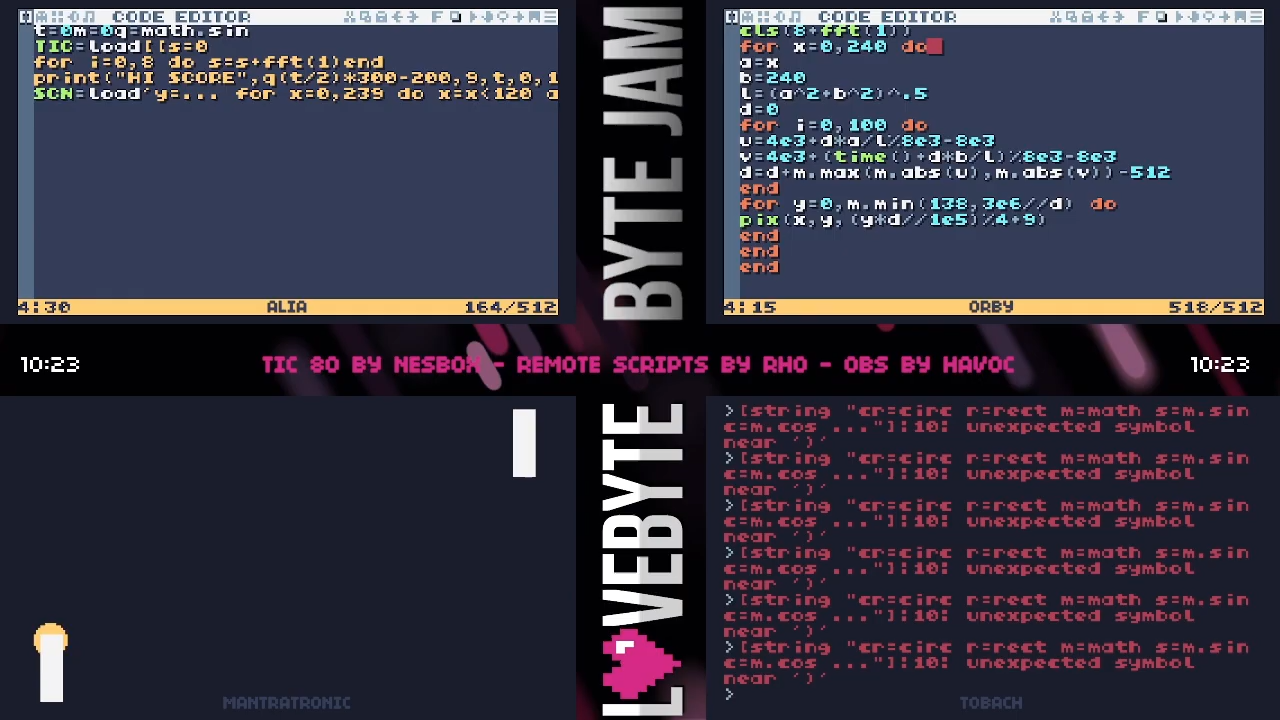 CODE EDITOR
t=0m=0q=math.sin
TIC=load[[s=0
for i=0,8 do s=s+fft(1)end
print("HI SCORE",q(t/2)*300-200,9,t,0,1
SCN=load'y=... for x=0,239 do x=x<120 a
4:30 ALIA 164/512
BYTE JAM
CODE EDITOR
cls(8+fft(1))
for x=0,240 do
a=x
b=240
l=(a^2+b^2)^.5
d=0
for i=0,100 do
u=4e3+d*a/l%8e3-8e3
v=4e3+(time()+d*b/l)%8e3-8e3
d=d+m.max(m.abs(u),m.abs(v))-512
end
for y=0,m.min(138,3e6//d) do
pix(x,y,(y*d//1e5)%4+9)
end
end
end
4:15 ORBY 518/512
10:23 TIC 80 BY NESBOX - REMOTE SCRIPTS BY RHO - OBS BY HAVOC 10:23
MANTRATRONIC
LVEBYTE
>[string "cr=circ r=rect m=math s=m.sin
c=m.cos ..."]:10: unexpected symbol
near ')'
>[string "cr=circ r=rect m=math s=m.sin
c=m.cos ..."]:10: unexpected symbol
near ')'
>[string "cr=circ r=rect m=math s=m.sin
c=m.cos ..."]:10: unexpected symbol
near ')'
>[string "cr=circ r=rect m=math s=m.sin
c=m.cos ..."]:10: unexpected symbol
near ')'
>[string "cr=circ r=rect m=math s=m.sin
c=m.cos ..."]:10: unexpected symbol
near ')'
>[string "cr=circ r=rect m=math s=m.sin
c=m.cos ..."]:10: unexpected symbol
near ')'
>
TOBACH